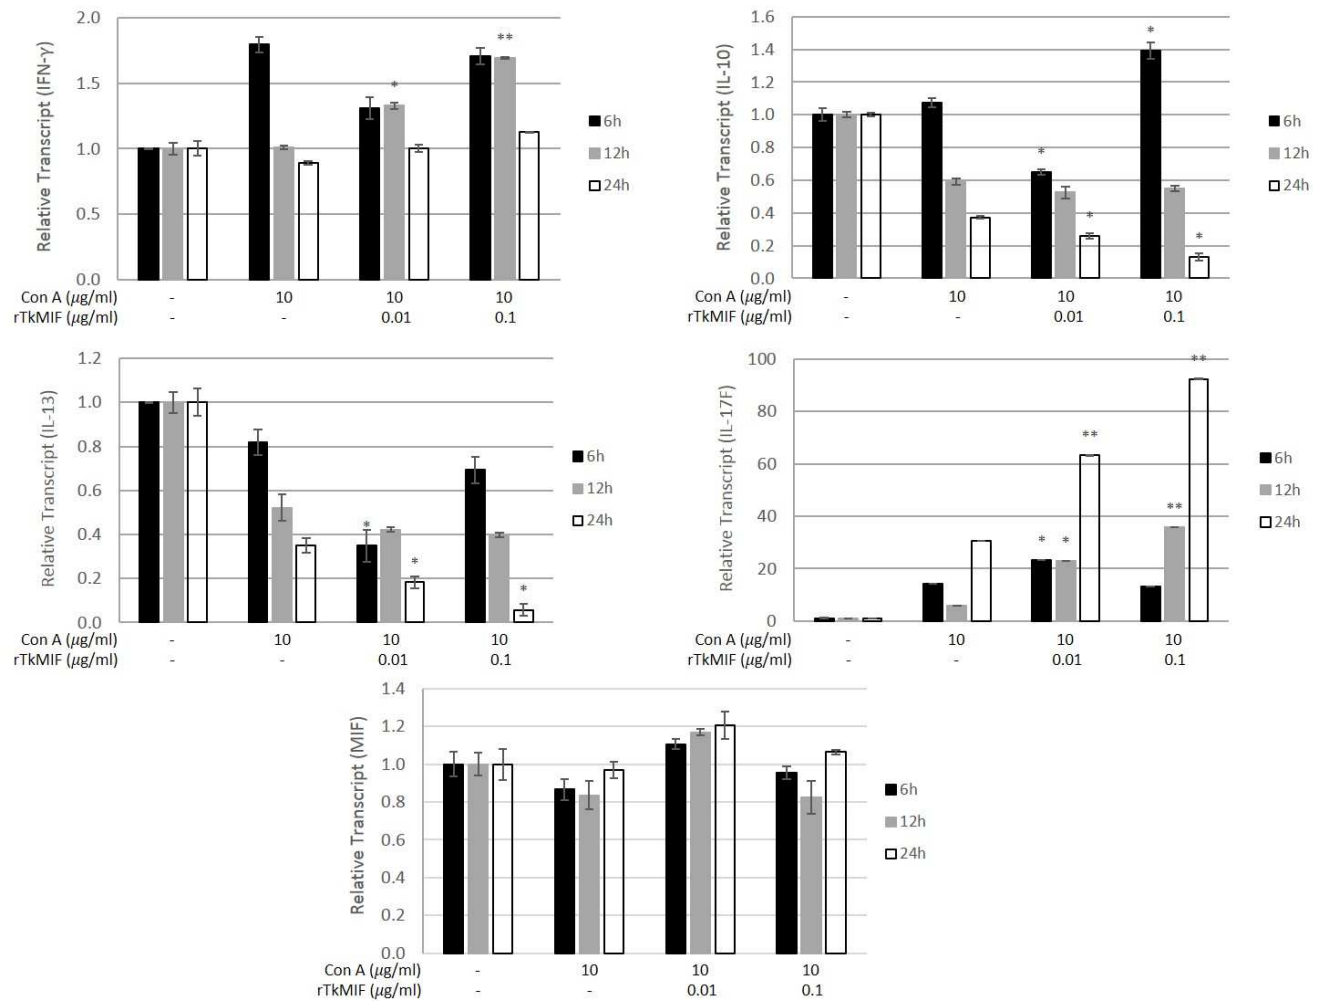 Relative Transcript (IFN-γ)
2.0
1.5
1.0
0.5
0.0
*
**
6h
12h
24h
Con A (μg/ml) - 10 10 10
rTkMIF (μg/ml) - - 0.01 0.1
Relative Transcript (IL-10)
1.6
1.4
1.2
1.0
0.8
0.6
0.4
0.2
0.0
*
*
*
*
6h
12h
24h
Con A (μg/ml) - 10 10 10
rTkMIF (μg/ml) - - 0.01 0.1
Relative Transcript (IL-13)
1.2
1.0
0.8
0.6
0.4
0.2
0.0
*
*
*
6h
12h
24h
Con A (μg/ml) - 10 10 10
rTkMIF (μg/ml) - - 0.01 0.1
Relative Transcript (IL-17F)
100
80
60
40
20
0
*
*
**
**
**
6h
12h
24h
Con A (μg/ml) - 10 10 10
rTkMIF (μg/ml) - - 0.01 0.1
Relative Transcript (MIF)
1.4
1.2
1.0
0.8
0.6
0.4
0.2
0.0
6h
12h
24h
Con A (μg/ml) - 10 10 10
rTkMIF (μg/ml) - - 0.01 0.1